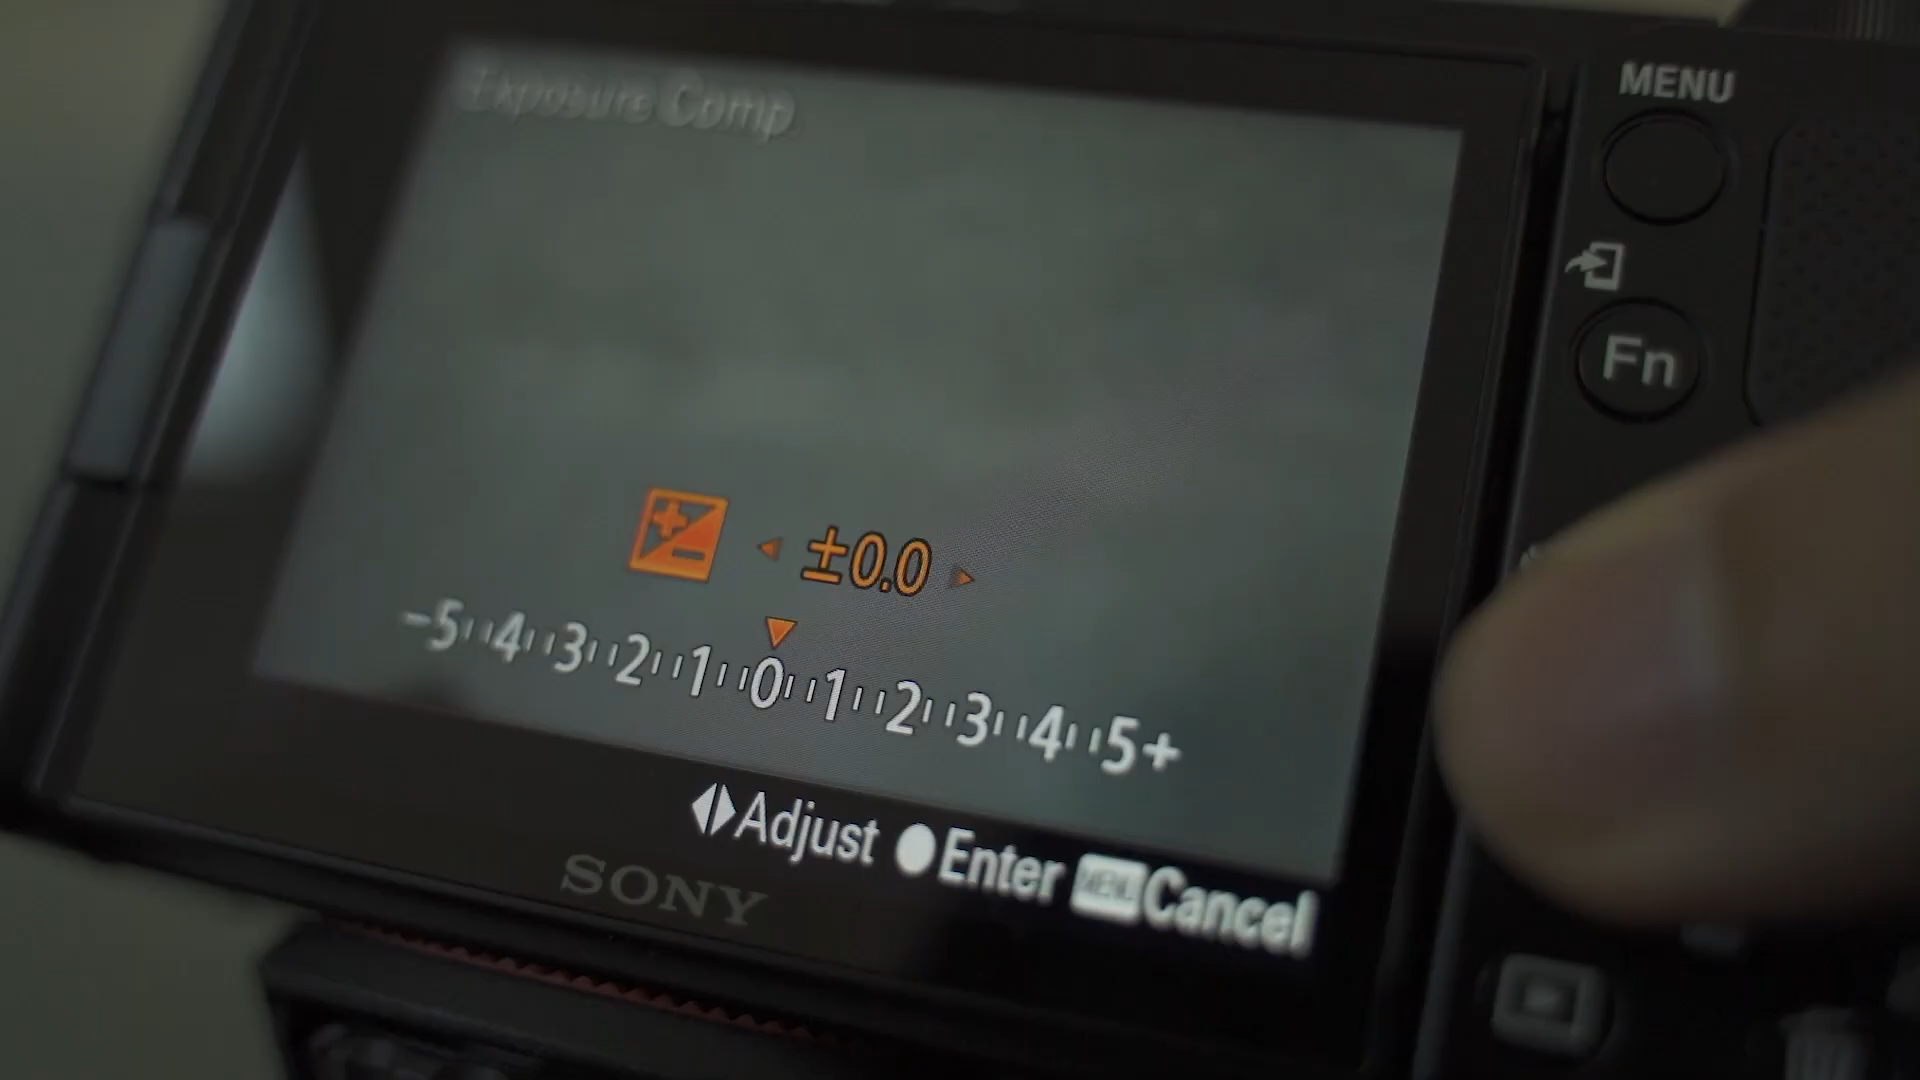 Exposure Comp.
MENU
Fn
±0.0
-5 4 3 2 1 0 1 2 3 4 5+
Adjust Enter MENU Cancel
SONY